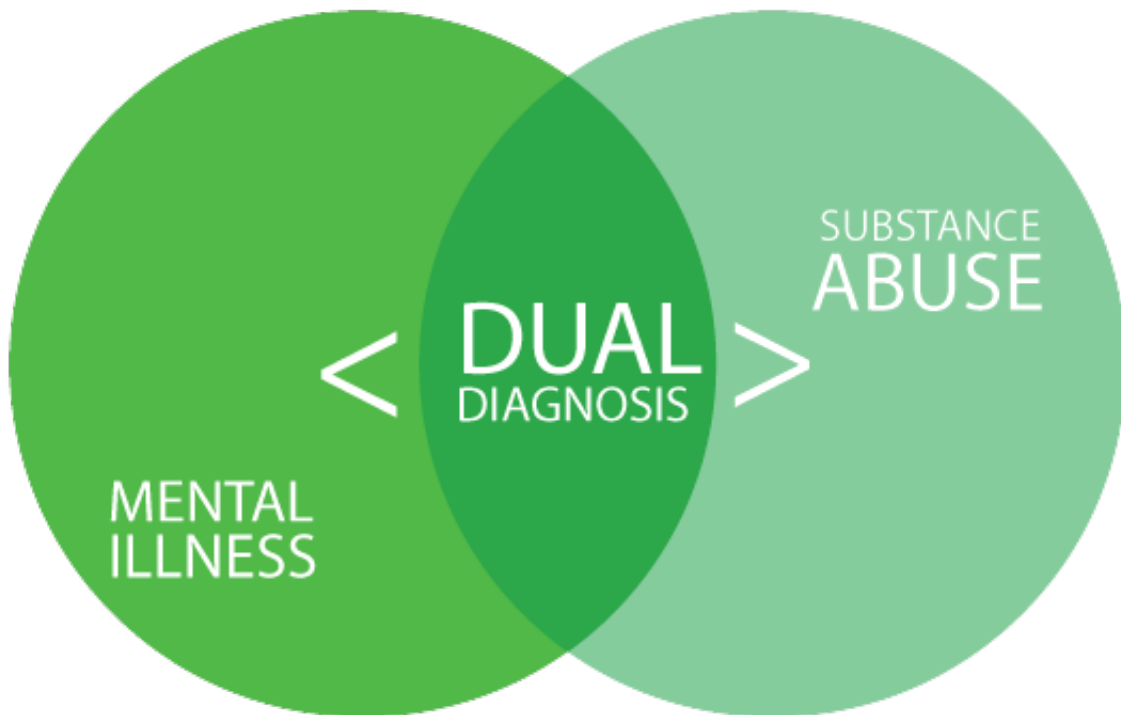 MENTAL
ILLNESS
<
DUAL
DIAGNOSIS
>
SUBSTANCE
ABUSE